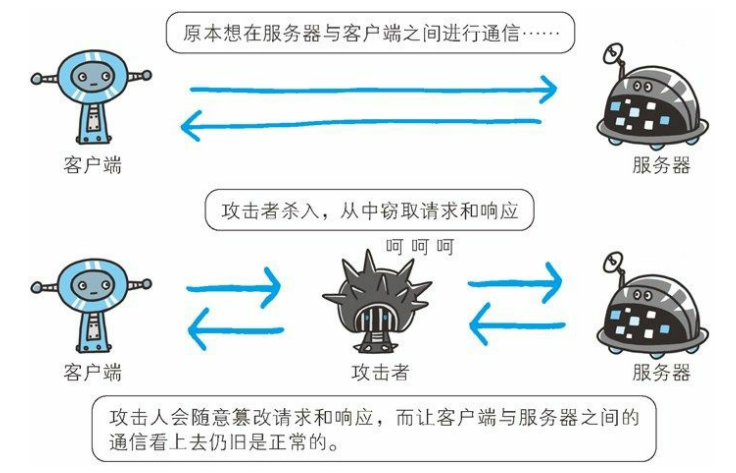 原本想在服务器与客户端之间进行通信……
客户端
服务器
攻击者杀入，从中窃取请求和响应
呵 呵 呵
客户端
攻击者
服务器
攻击人会随意篡改请求和响应，而让客户端与服务器之间的
通信看上去仍旧是正常的。